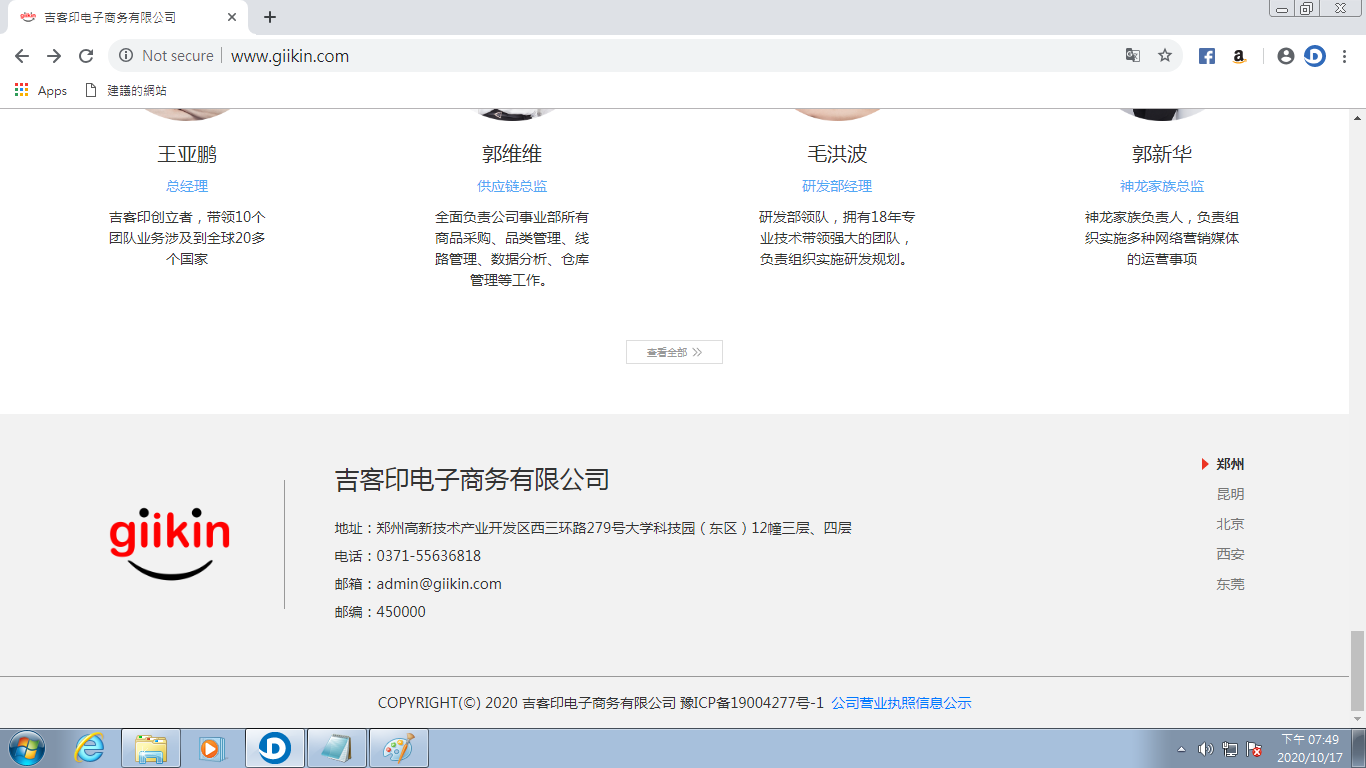 吉客印电子商务有限公司
Not secure
www.giikin.com
Apps
建議的網站
王亚鹏
总经理
吉客印创立者，带领10个
团队业务涉及到全球20多
个国家
郭维维
供应链总监
全面负责公司事业部所有
商品采购、品类管理、线
路管理、数据分析、仓库
管理等工作。
毛洪波
研发部经理
研发部领队，拥有18年专
业技术带领强大的团队，
负责组织实施研发规划。
郭新华
神龙家族总监
神龙家族负责人，负责组
织实施多种网络营销媒体
的运营事项
查看全部
giikin
吉客印电子商务有限公司
地址：郑州高新技术产业开发区西三环路279号大学科技园（东区）12幢三层、四层
电话：0371-55636818
邮箱：admin@giikin.com
邮编：450000
郑州
昆明
北京
西安
东莞
COPYRIGHT(©) 2020 吉客印电子商务有限公司 豫ICP备19004277号-1 公司营业执照信息公示
下午 07:49
2020/10/17